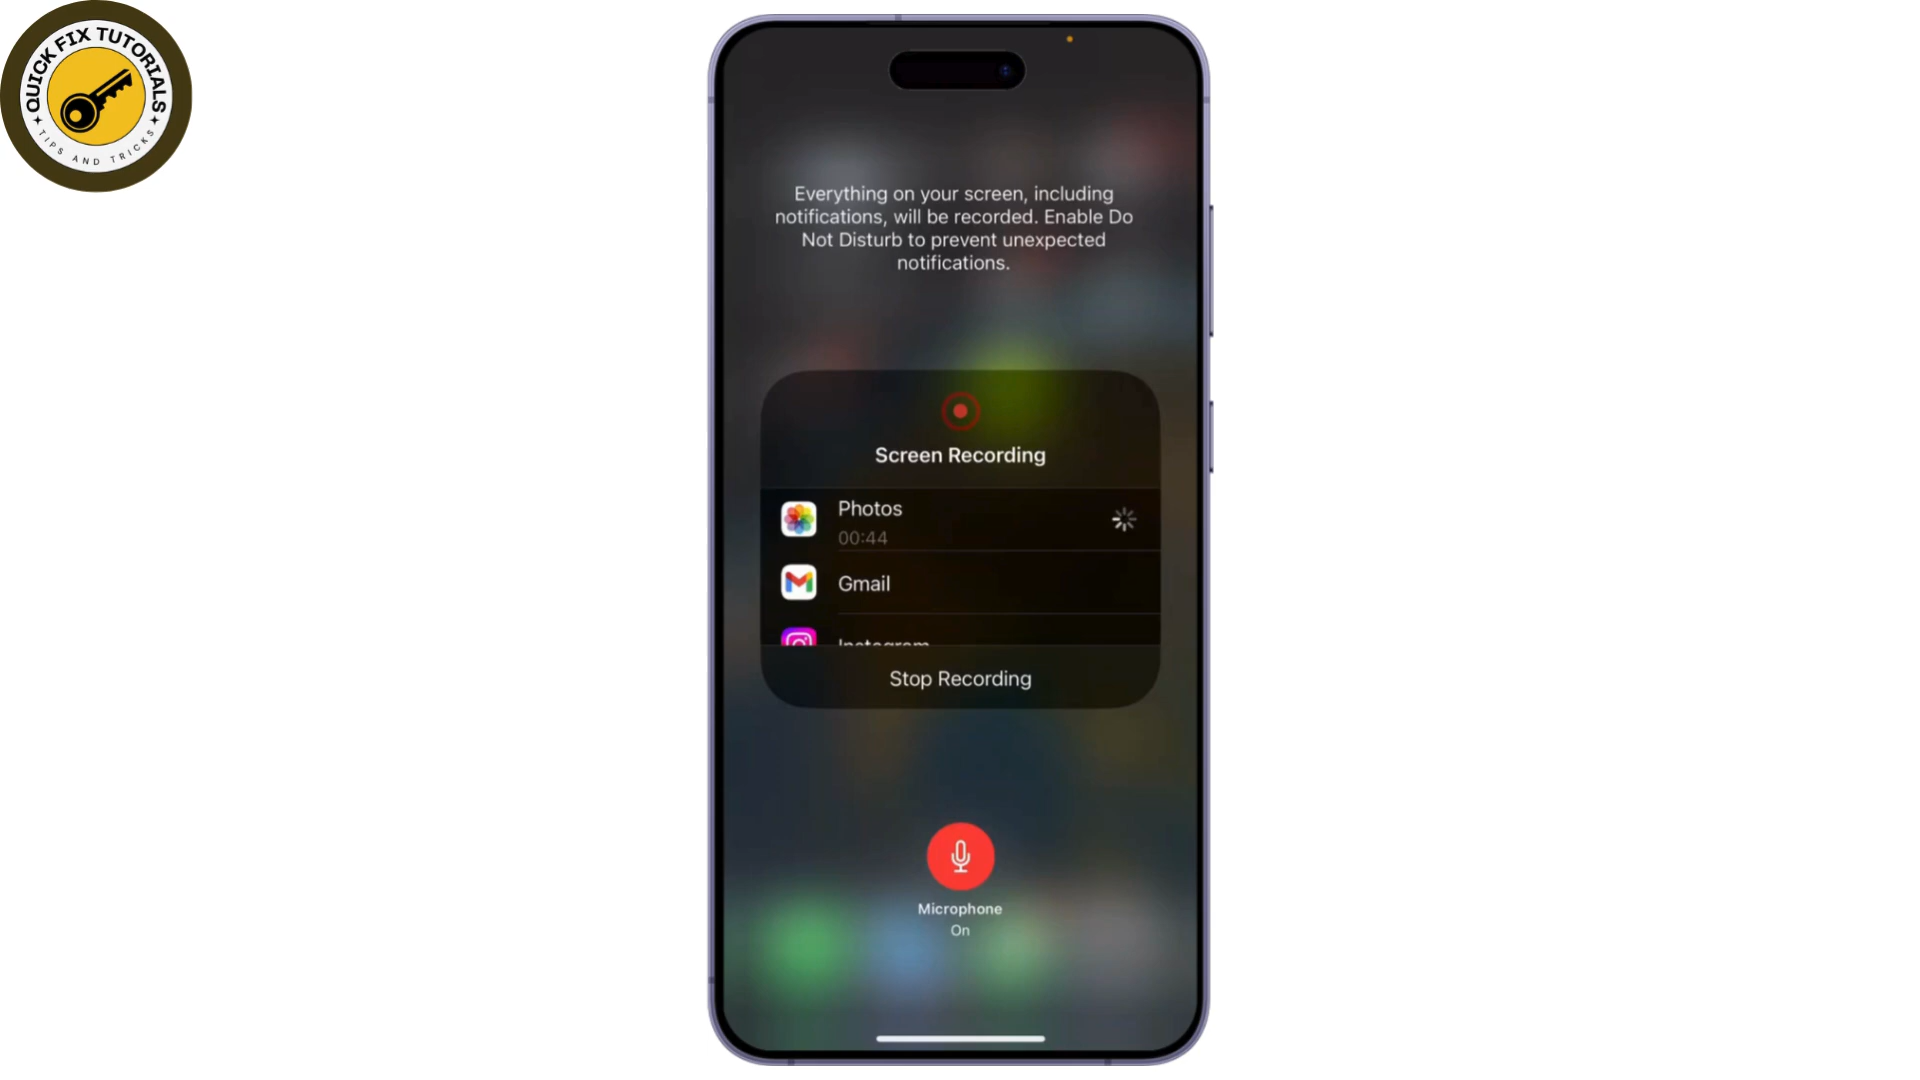 QUICK FIX TUTORIALS
TIPS AND TRICKS
Everything on your screen, including
notifications, will be recorded. Enable Do
Not Disturb to prevent unexpected
notifications.
Screen Recording
Photos
00:44
Gmail
Instagram
Stop Recording
Microphone
On